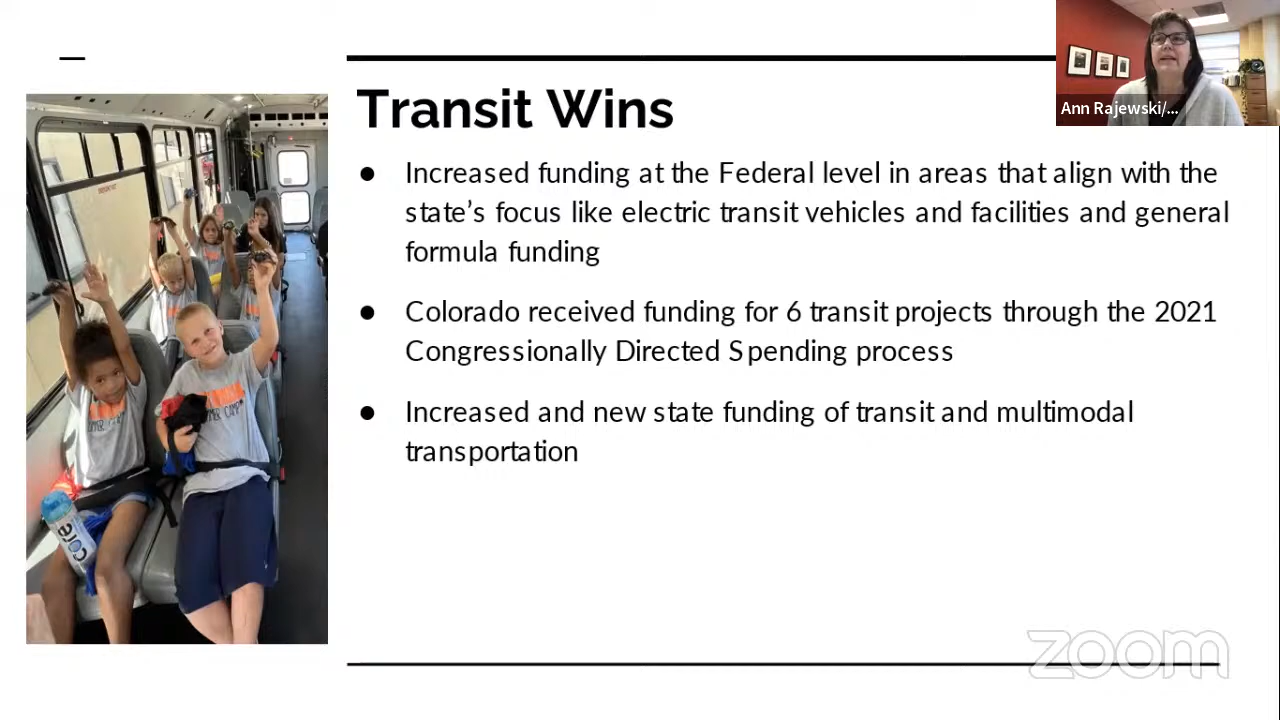 Transit Wins
● Increased funding at the Federal level in areas that align with the
state’s focus like electric transit vehicles and facilities and general
formula funding
● Colorado received funding for 6 transit projects through the 2021
Congressionally Directed Spending process
● Increased and new state funding of transit and multimodal
transportation
Ann Rajewski/...
core
zoom